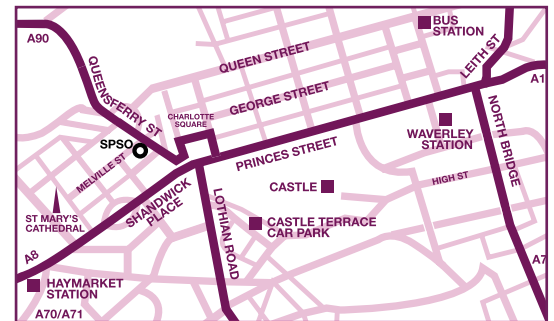 BUS
STATION
A90
QUEEN STREET
LEITH ST
QUEENSFERRY ST
GEORGE STREET
A1
CHARLOTTE
SQUARE
NORTH BRIDGE
WAVERLEY
STATION
SPSO
PRINCES STREET
MELVILLE ST
HIGH ST
CASTLE
SHANDWICK
PLACE
LOTHIAN ROAD
ST MARY'S
CATHEDRAL
CASTLE TERRACE
CAR PARK
A8
A7
HAYMARKET
STATION
A70/A71